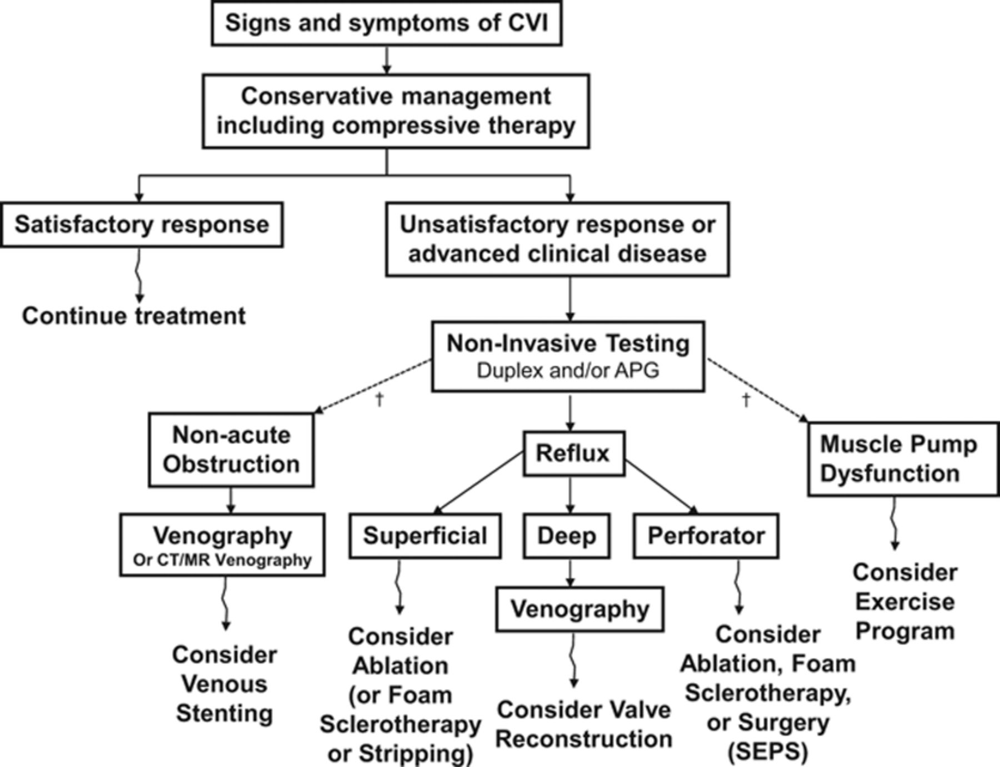 Signs and symptoms of CVI
Conservative management
including compressive therapy
Satisfactory response
Unsatisfactory response or
advanced clinical disease
Continue treatment
Non-Invasive Testing
Duplex and/or APG
†
†
Non-acute
Obstruction
Reflux
Muscle Pump
Dysfunction
Venography
Or CT/MR Venography
Superficial
Deep
Perforator
Venography
Consider
Venous
Stenting
Consider
Ablation
(or Foam
Sclerotherapy
or Stripping)
Consider Valve
Reconstruction
Consider
Ablation, Foam
Sclerotherapy,
or Surgery
(SEPS)
Consider
Exercise
Program